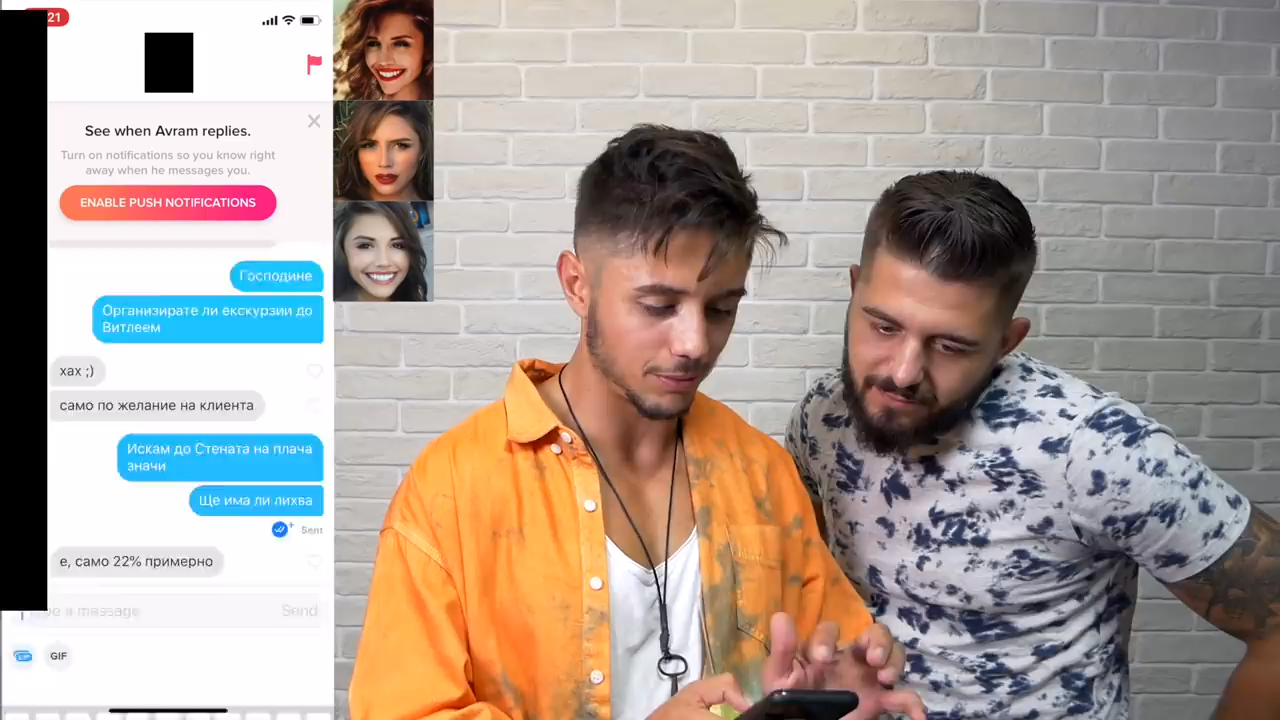 21
See when Avram replies.
Turn on notifications so you know right
away when he messages you.
ENABLE PUSH NOTIFICATIONS
Господине
Организирате ли екскурзии до
Витлеем
хах ;)
само по желание на клиента
Искам до Стената на плача
значи
Ще има ли лихва
Sent
е, само 22% примерно
a message
Send
GIF